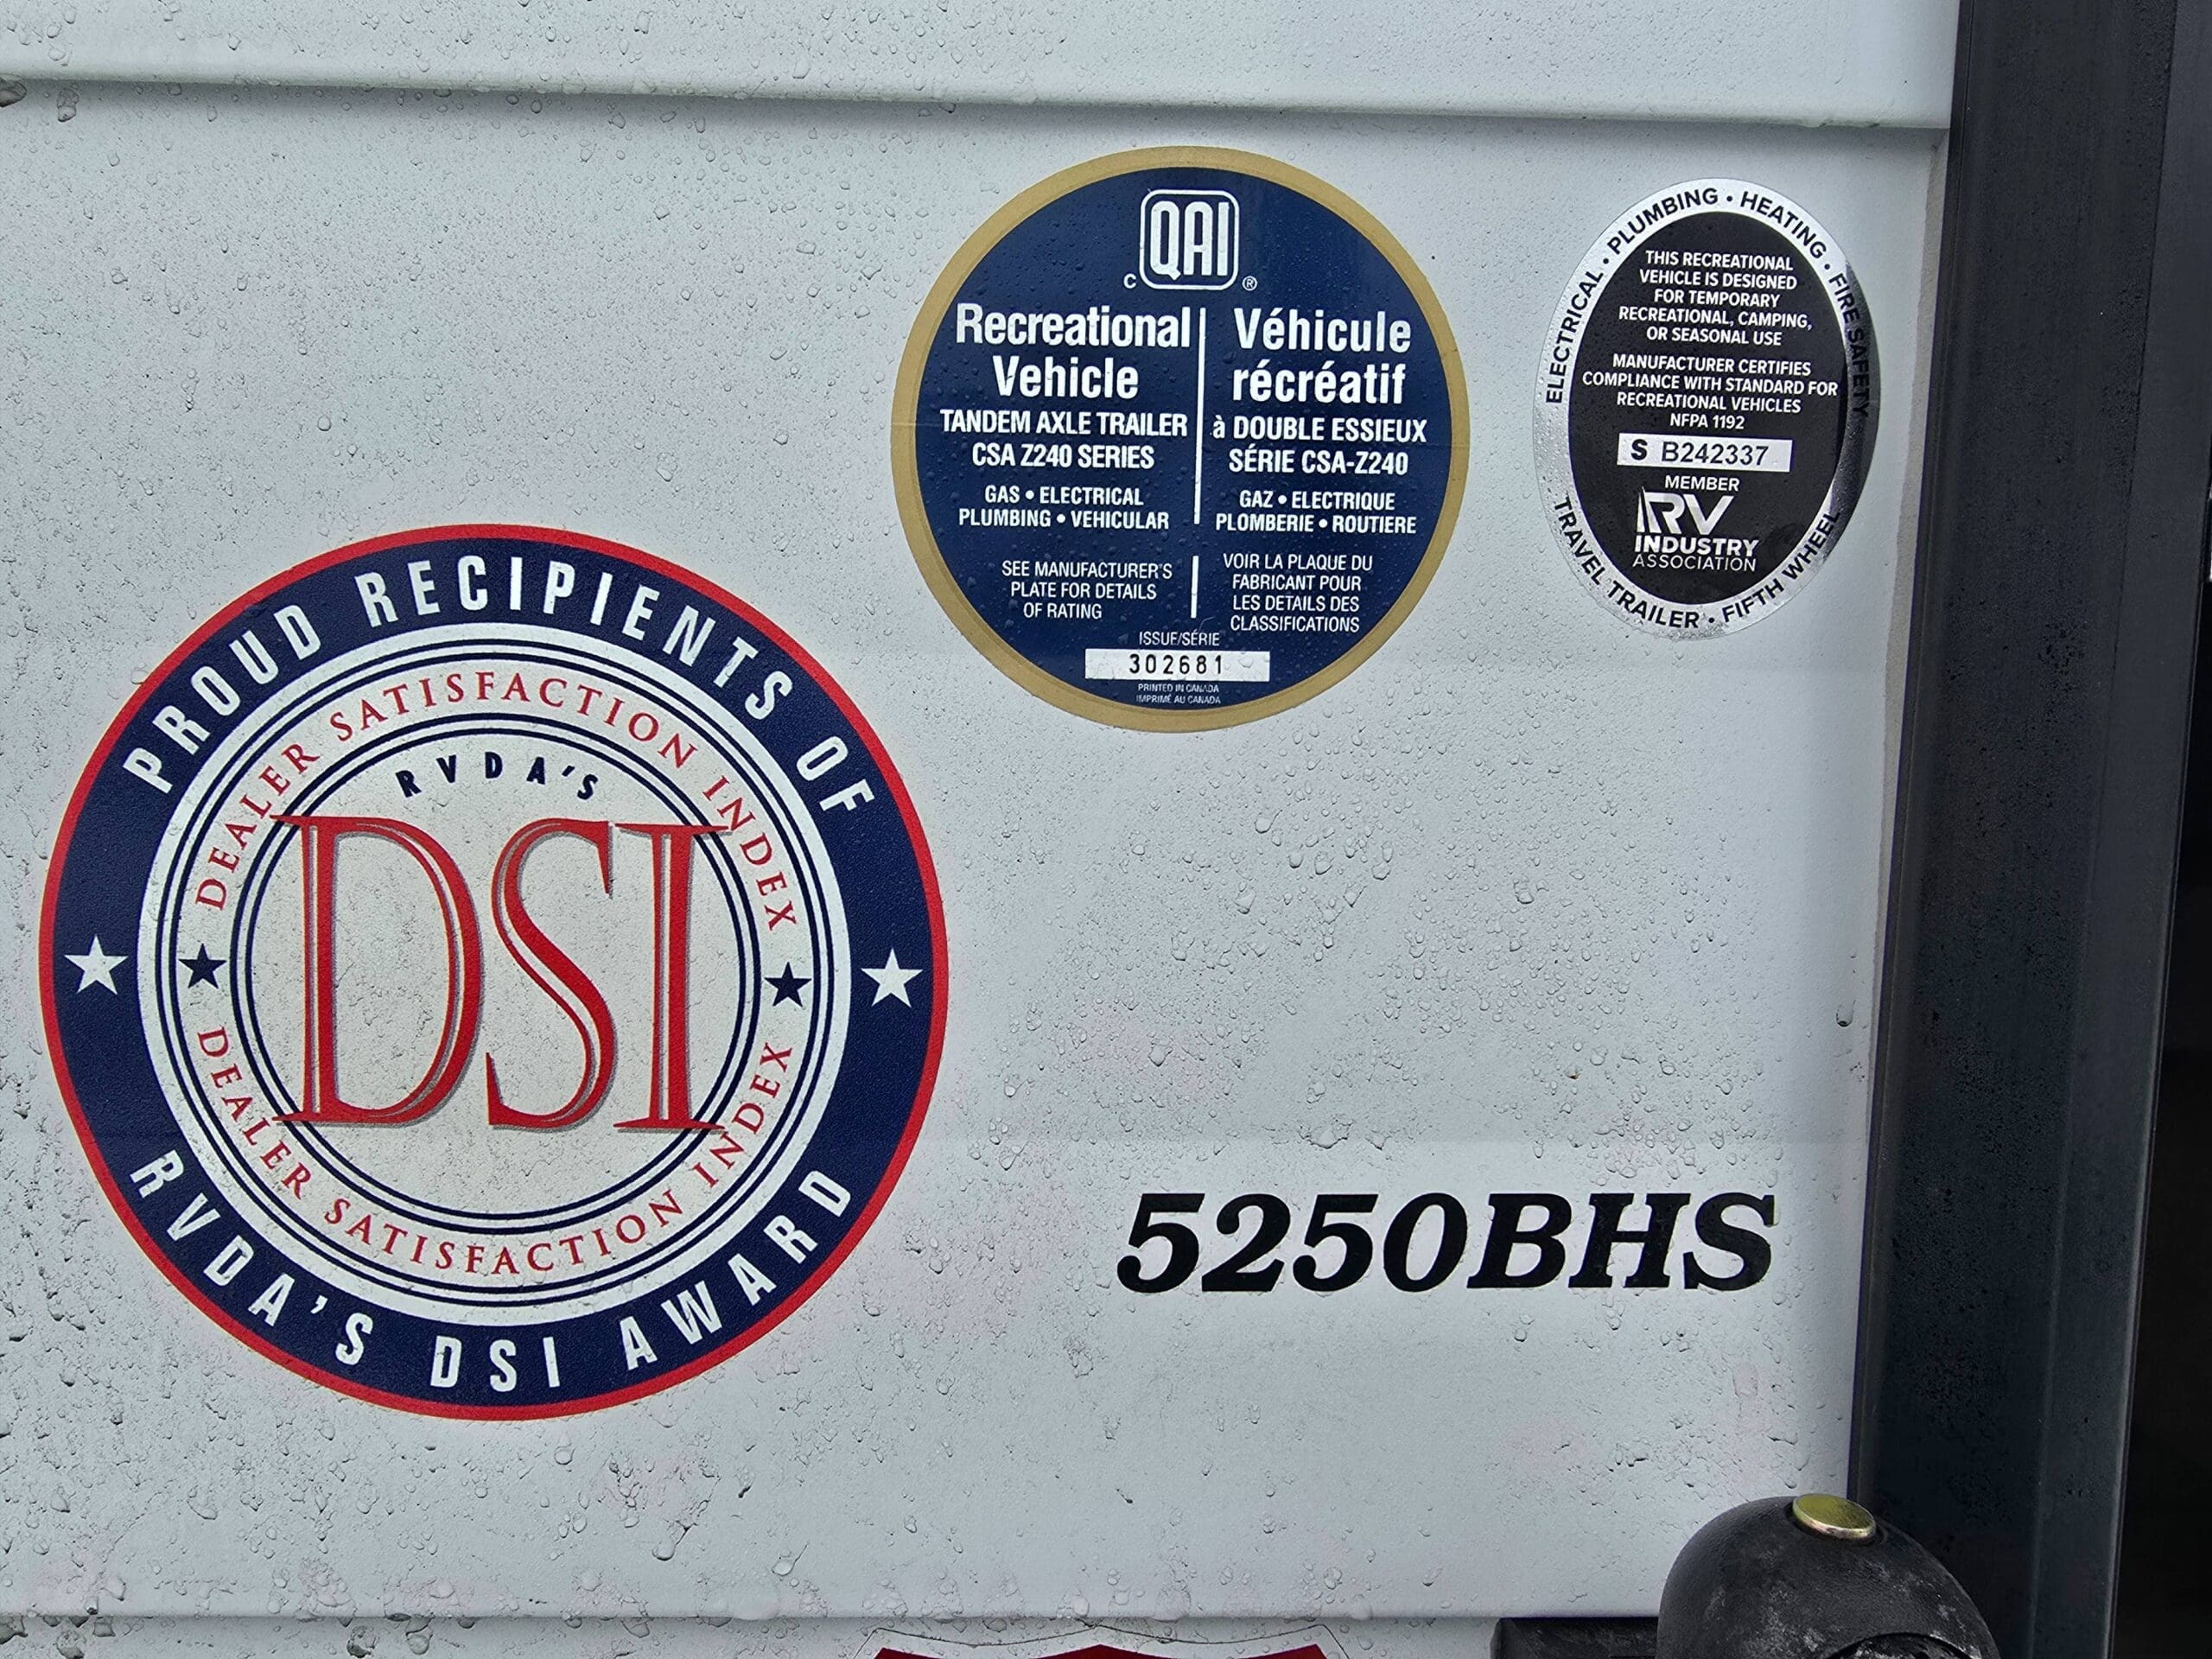 QAI
C ®
Recreational
Vehicle
TANDEM AXLE TRAILER
CSA Z240 SERIES
GAS • ELECTRICAL
PLUMBING • VEHICULAR
SEE MANUFACTURER'S
PLATE FOR DETAILS
OF RATING
Véhicule
récréatif
à DOUBLE ESSIEUX
SÉRIE CSA-Z240
GAZ • ELECTRIQUE
PLOMBERIE • ROUTIERE
VOIR LA PLAQUE DU
FABRICANT POUR
LES DETAILS DES
CLASSIFICATIONS
ISSUE/SÉRIE
302681
PRINTED IN CANADA
IMPRIMÉ AU CANADA
ELECTRICAL • PLUMBING • HEATING • FIRE SAFETY
THIS RECREATIONAL
VEHICLE IS DESIGNED
FOR TEMPORARY
RECREATIONAL, CAMPING,
OR SEASONAL USE
MANUFACTURER CERTIFIES
COMPLIANCE WITH STANDARD FOR
RECREATIONAL VEHICLES
NFPA 1192
S B242337
MEMBER
RV
INDUSTRY
ASSOCIATION
TRAVEL TRAILER • FIFTH WHEEL
PROUD RECIPIENTS OF
DEALER SATISFACTION INDEX
RVDA'S
DSI
DEALER SATISFACTION INDEX
RVDA'S DSI AWARD
5250BHS